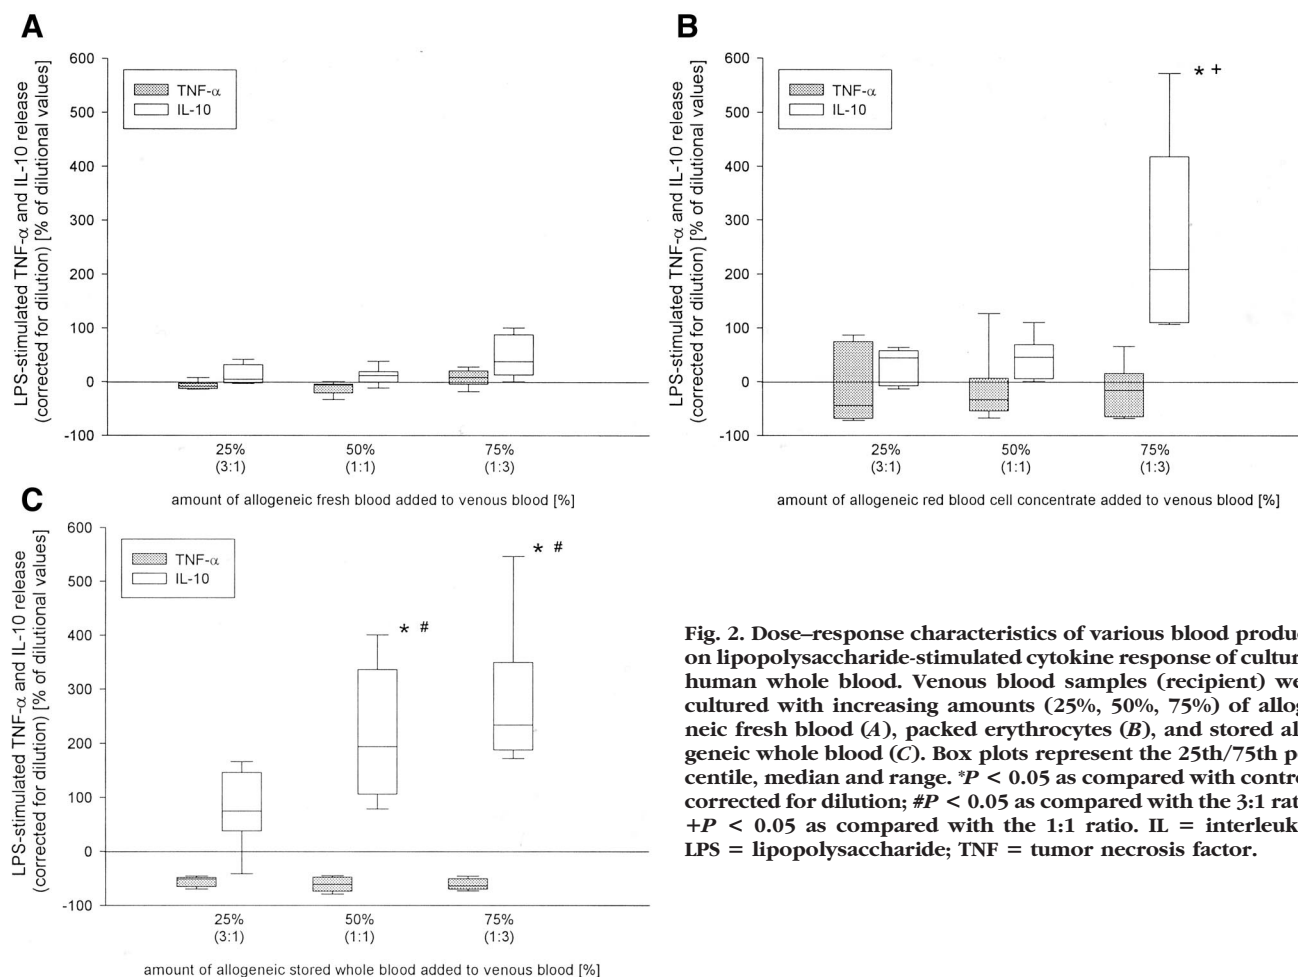 A
600
500
400
300
200
100
0
-100
LPS-stimulated TNF-α and IL-10 release
(corrected for dilution) [% of dilutional values]
TNF-α
IL-10
25%
(3:1)
50%
(1:1)
75%
(1:3)
amount of allogeneic fresh blood added to venous blood [%]
B
600
500
400
300
200
100
0
-100
LPS-stimulated TNF-α and IL-10 release
(corrected for dilution) [% of dilutional values]
TNF-α
IL-10
* +
25%
(3:1)
50%
(1:1)
75%
(1:3)
amount of allogeneic red blood cell concentrate added to venous blood [%]
C
600
500
400
300
200
100
0
-100
LPS-stimulated TNF-α and IL-10 release
(corrected for dilution) [% of dilutional values]
TNF-α
IL-10
* #
* #
25%
(3:1)
50%
(1:1)
75%
(1:3)
amount of allogeneic stored whole blood added to venous blood [%]
Fig. 2. Dose–response characteristics of various blood produ
on lipopolysaccharide-stimulated cytokine response of cultur
human whole blood. Venous blood samples (recipient) we
cultured with increasing amounts (25%, 50%, 75%) of allog
neic fresh blood (A), packed erythrocytes (B), and stored al
geneic whole blood (C). Box plots represent the 25th/75th p
centile, median and range. *P < 0.05 as compared with contro
corrected for dilution; #P < 0.05 as compared with the 3:1 rat
+P < 0.05 as compared with the 1:1 ratio. IL = interleuk
LPS = lipopolysaccharide; TNF = tumor necrosis factor.